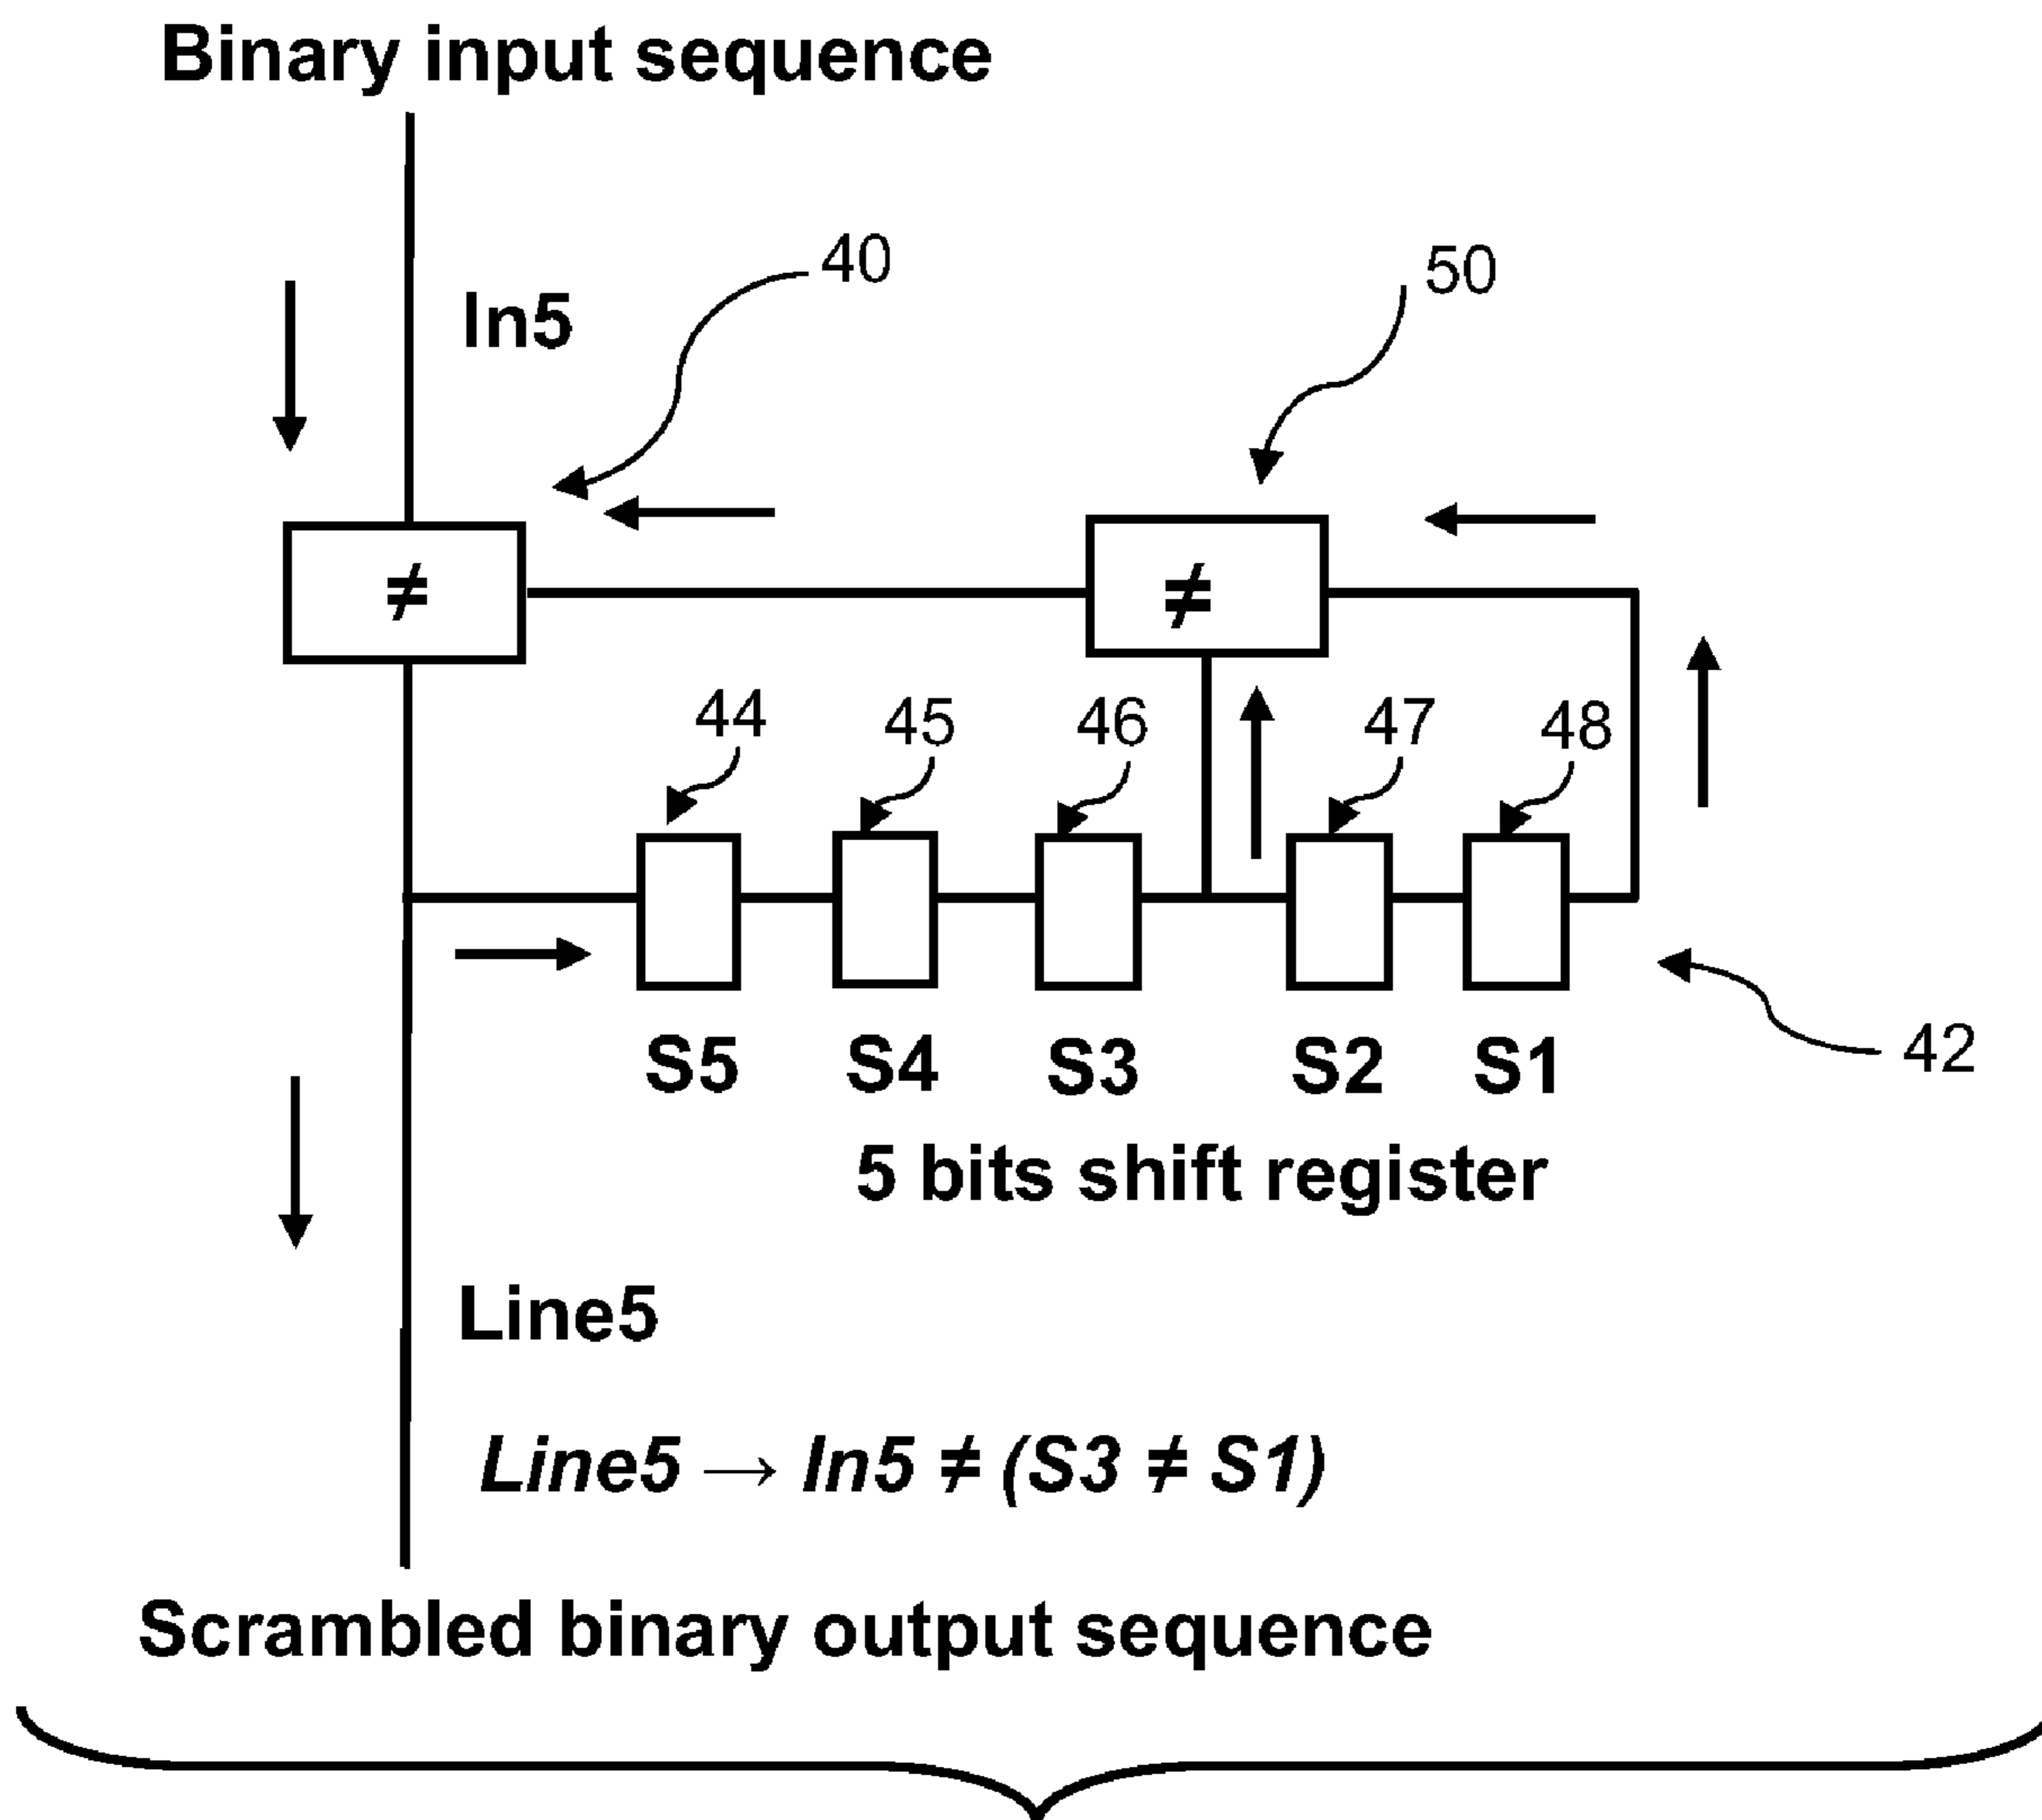 Binary input sequence
40
50
In5
≠
≠
44
45
46
47
48
S5
S4
S3
S2
S1
42
5 bits shift register
Line5
Line5 → In5 ≠ (S3 ≠ S1)
Scrambled binary output sequence